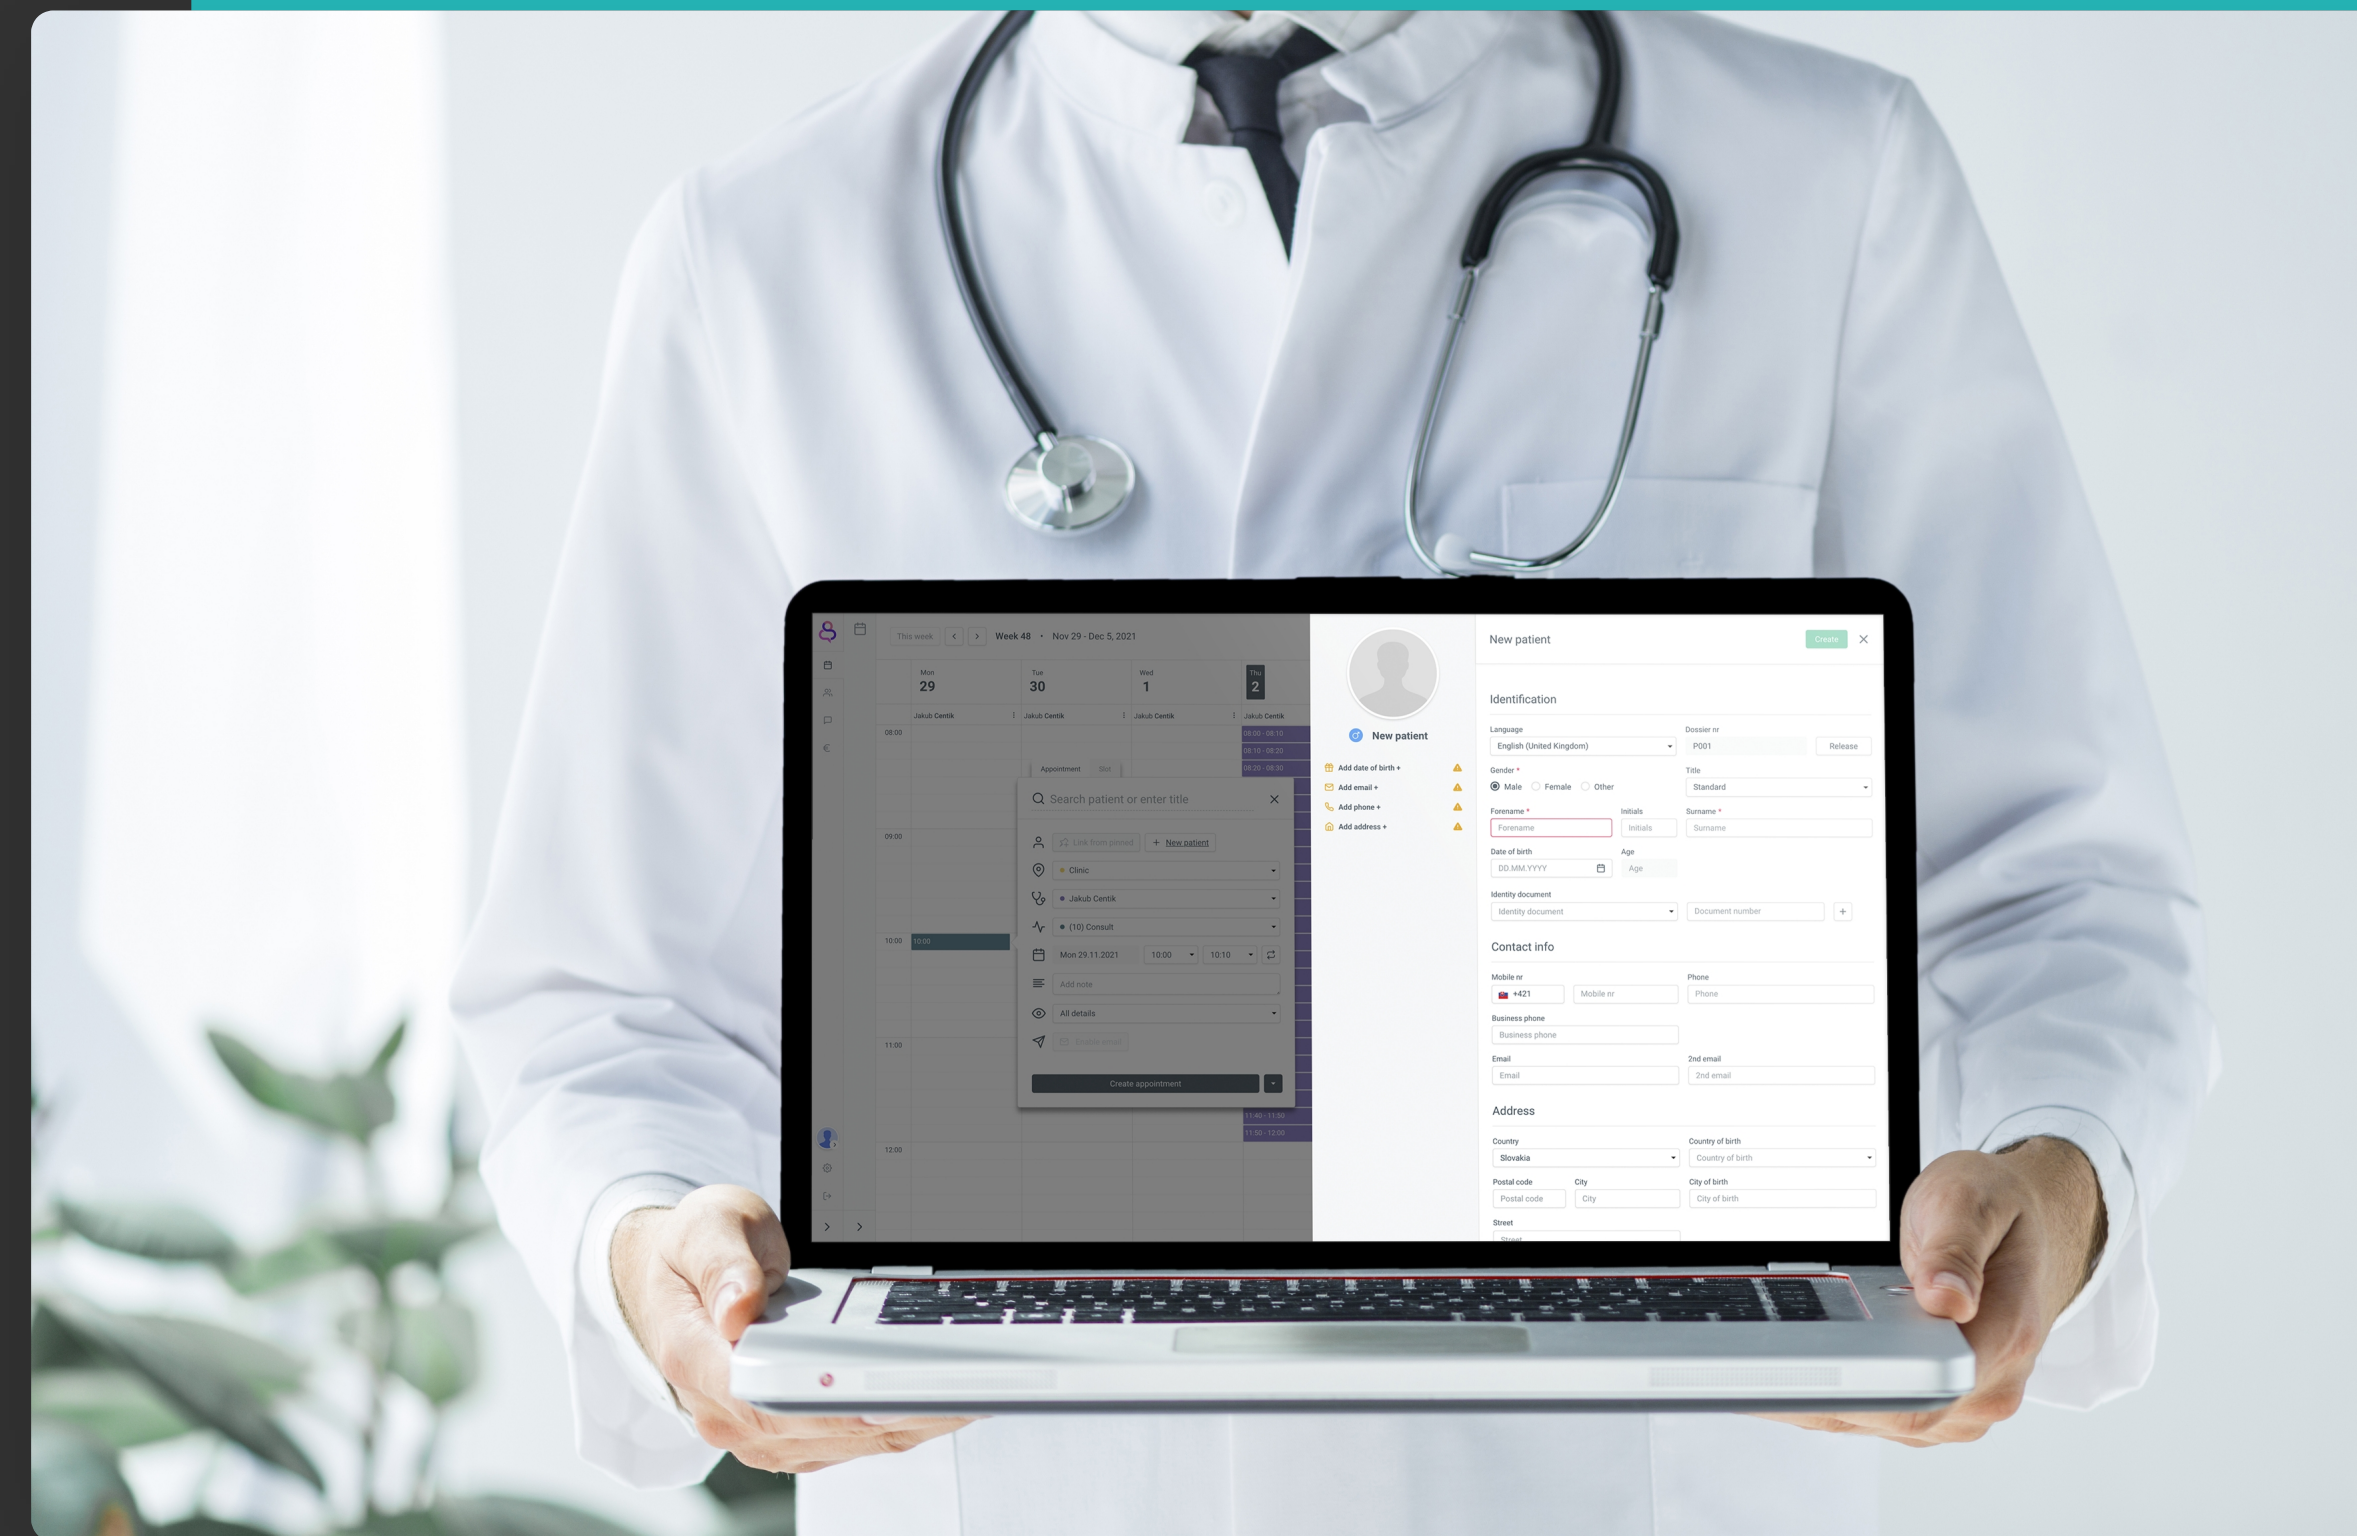 This week
Week 48 • Nov 29 - Dec 5, 2021
Mon
29
Tue
30
Wed
1
Thu
2
Jakub Centik
Jakub Centik
Jakub Centik
Jakub Centik
08:00
09:00
10:00
11:00
12:00
10:00
08:00 - 08:10
08:10 - 08:20
08:20 - 08:30
11:40 - 11:50
11:50 - 12:00
Appointment
Slot
Search patient or enter title
Link from pinned
+ New patient
Clinic
Jakub Centik
(10) Consult
Mon 29.11.2021
10:00
10:10
Add note
All details
Create appointment
New patient
Add date of birth +
Add email +
Add phone +
Add address +
New patient
Create
Identification
Language
Dossier nr
English (United Kingdom)
P001
Release
Gender *
Title
Male
Female
Other
Standard
Forename *
Initials
Surname *
Forename
Initials
Surname
Date of birth
Age
DD.MM.YYYY
Age
Identity document
Identity document
Document number
Contact info
Mobile nr
Phone
+421
Mobile nr
Phone
Business phone
Business phone
Email
2nd email
Email
2nd email
Address
Country
Country of birth
Slovakia
Country of birth
Postal code
City
City of birth
Postal code
City
City of birth
Street
Street